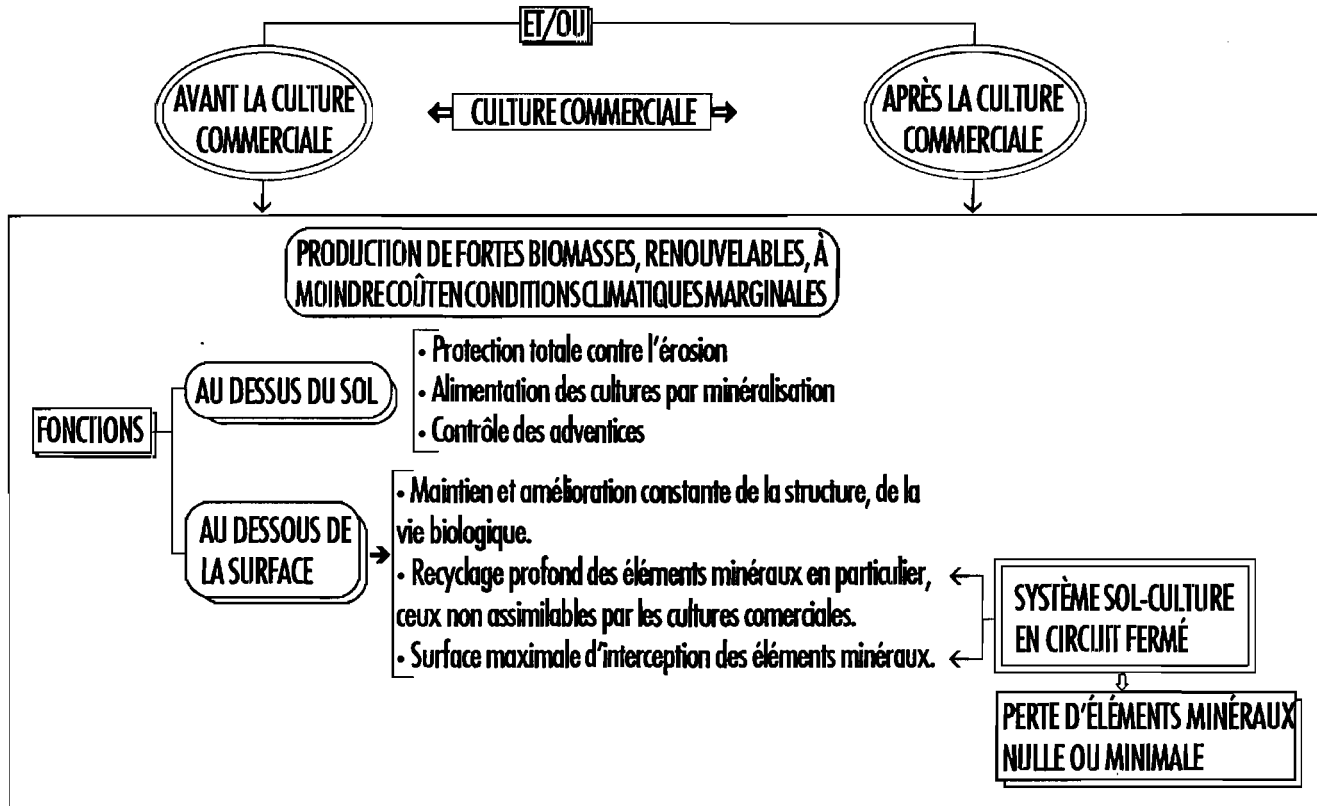 ET/OU
AVANT LA CULTURE
COMMERCIALE
CULTURE COMMERCIALE
APRÈS LA CULTURE
COMMERCIALE
PRODUCTION DE FORTES BIOMASSES, RENOUVELABLES, À
MOINDRE COÛT EN CONDITIONS CLIMATIQUES MARGINALES
FONCTIONS
AU DESSUS DU SOL
• Protection totale contre l'érosion
• Alimentation des cultures par minéralisation
• Contrôle des adventices
AU DESSOUS DE
LA SURFACE
• Maintien et amélioration constante de la structure, de la
vie biologique.
• Recyclage profond des éléments minéraux en particulier,
ceux non assimilables par les cultures comerciales.
• Surface maximale d'interception des éléments minéraux.
SYSTÈME SOL-CULTURE
EN CIRCUIT FERMÉ
PERTE D'ÉLÉMENTS MINÉRAUX
NULLE OU MINIMALE